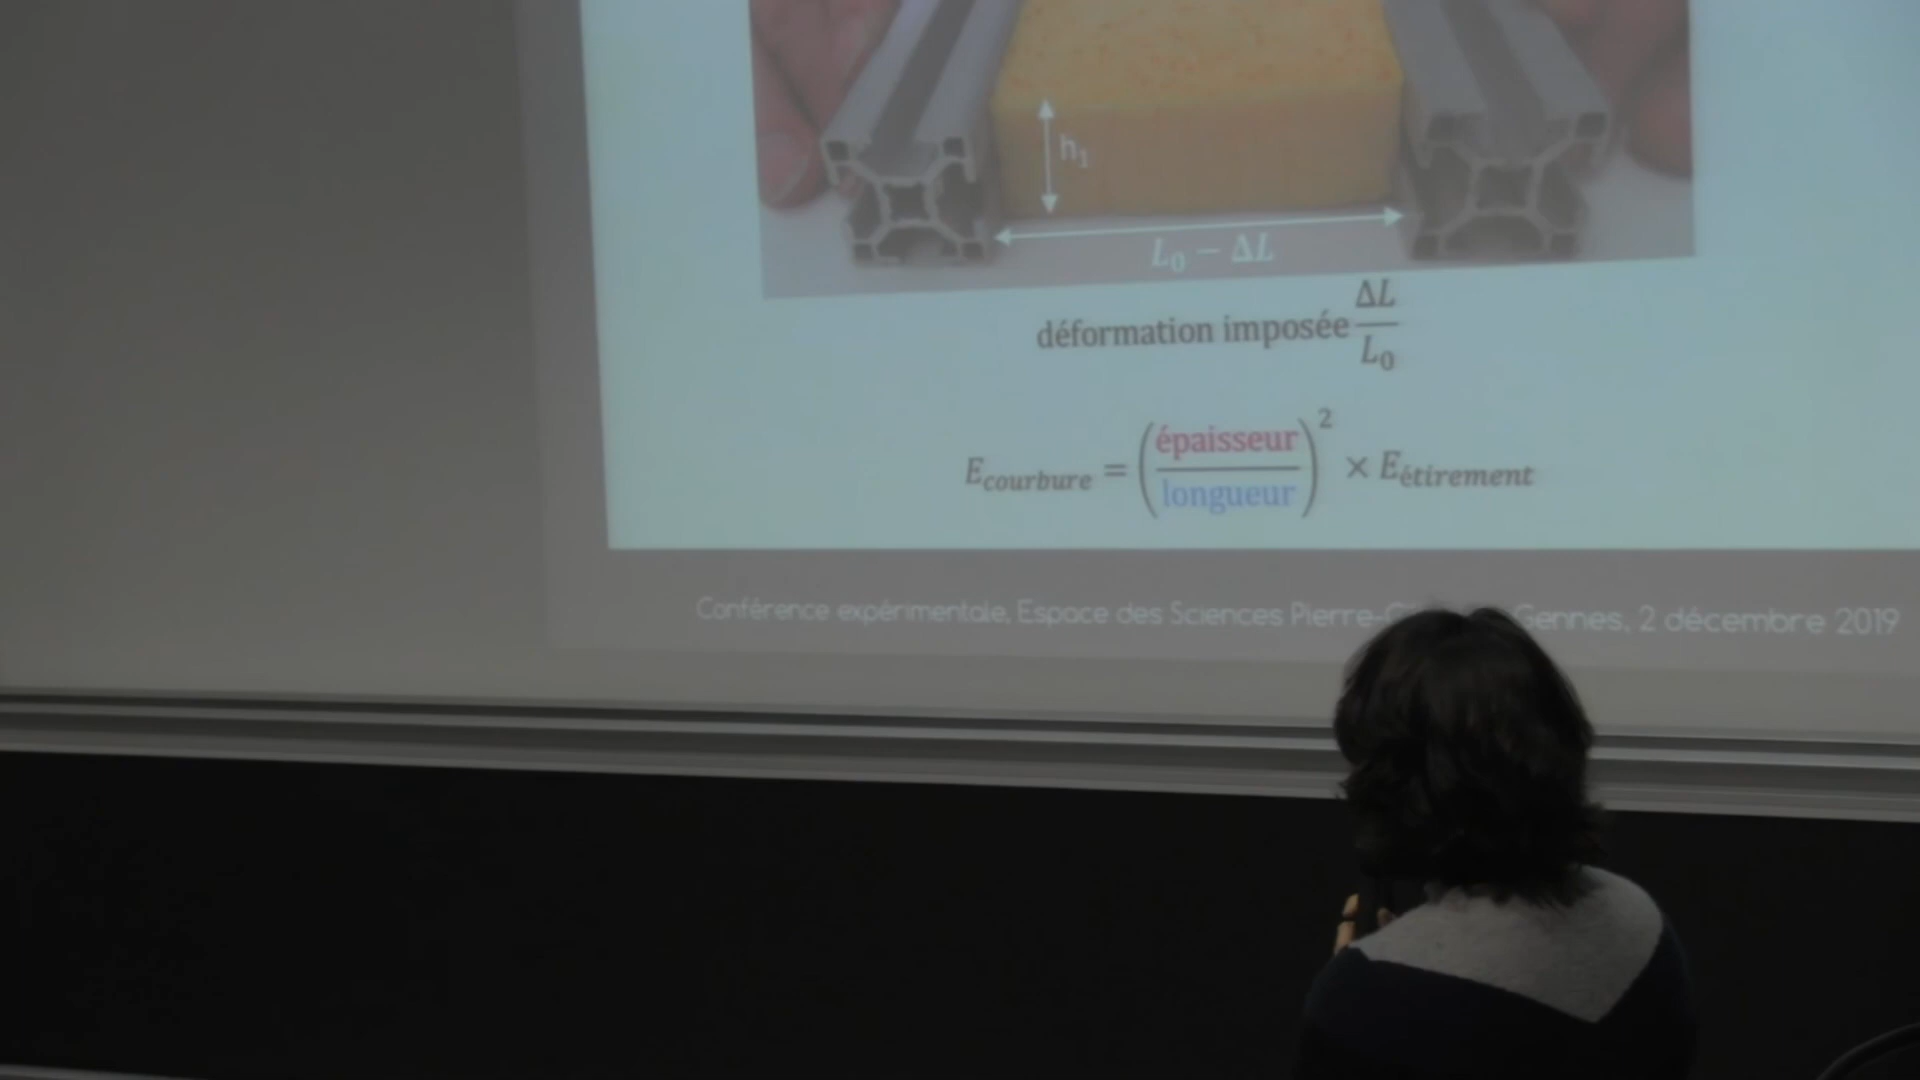 h₁
L₀ − ΔL
déformation imposée ΔL/L₀
E_courbure = (épaisseur/longueur)² × E_étirement
Conférence expérimentale, Espace des Sciences Pierre- Gennes, 2 décembre 2019